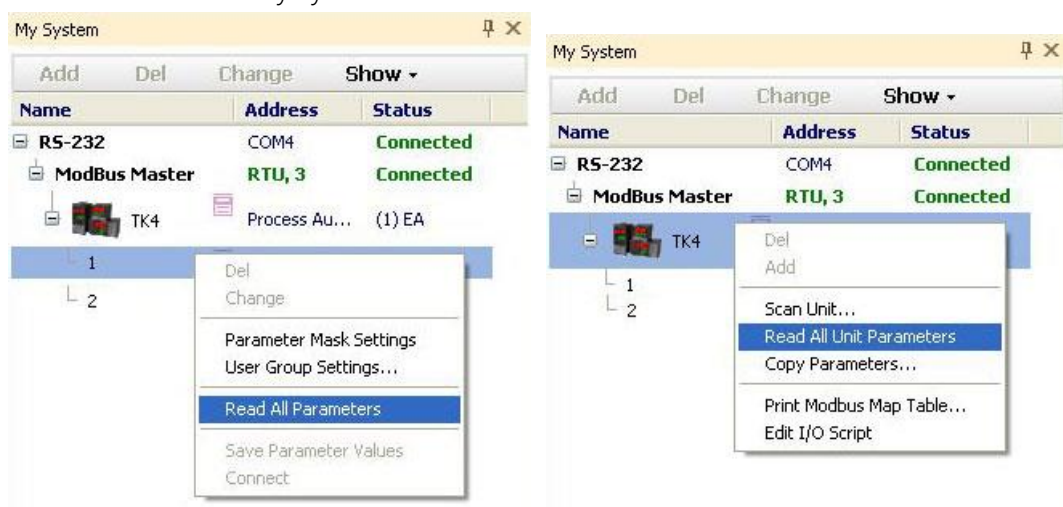 My System
Add Del Change Show
Name Address Status
RS-232 COM4 Connected
ModBus Master RTU, 3 Connected
TK4 Process Au... (1) EA
1
2
Del
Change
Parameter Mask Settings
User Group Settings...
Read All Parameters
Save Parameter Values
Connect
My System
Add Del Change Show
Name Address Status
RS-232 COM4 Connected
ModBus Master RTU, 3 Connected
TK4
1
2
Del
Add
Scan Unit...
Read All Unit Parameters
Copy Parameters...
Print Modbus Map Table...
Edit I/O Script